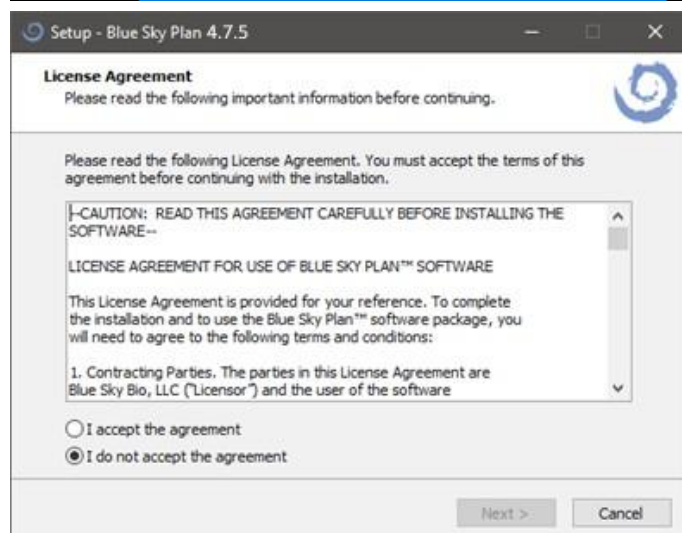 Setup - Blue Sky Plan 4.7.5
License Agreement
Please read the following important information before continuing.
Please read the following License Agreement. You must accept the terms of this
agreement before continuing with the installation.
--CAUTION:  READ THIS AGREEMENT CAREFULLY BEFORE INSTALLING THE
SOFTWARE--
LICENSE AGREEMENT FOR USE OF BLUE SKY PLAN™ SOFTWARE
This License Agreement is provided for your reference. To complete
the installation and to use the Blue Sky Plan™ software package, you
will need to agree to the following terms and conditions:
1. Contracting Parties. The parties in this License Agreement are
Blue Sky Bio, LLC ("Licensor") and the user of the software
I accept the agreement
I do not accept the agreement
Next >
Cancel